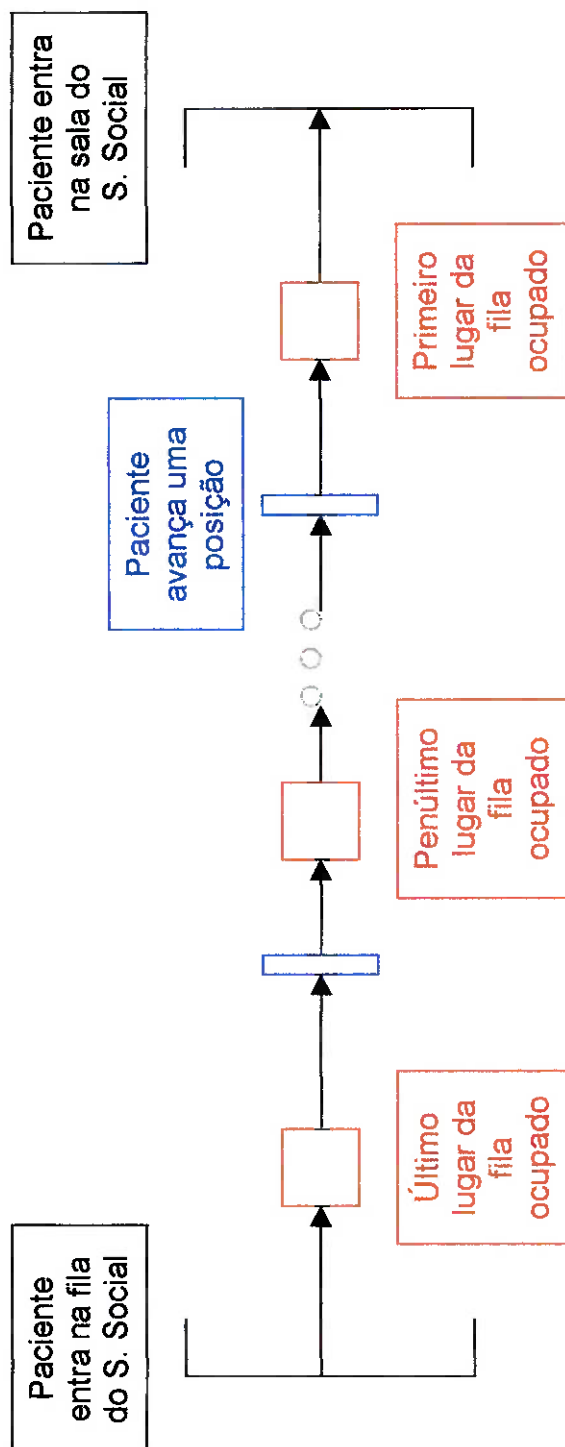 Paciente
entra na fila
do S. Social
Último
lugar da
fila
ocupado
Penúltimo
lugar da
fila
ocupado
Paciente
avança uma
posição
Primeiro
lugar da
fila
ocupado
Paciente entra
na sala do
S. Social